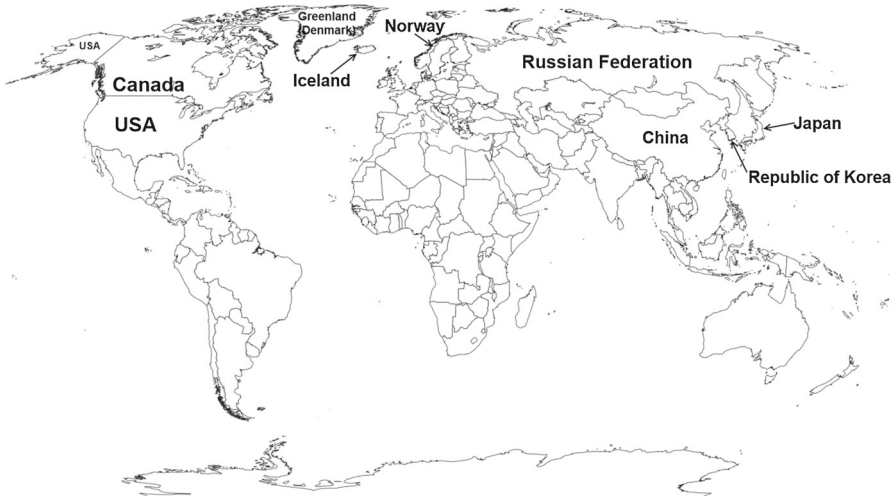 Greenland
(Denmark)
Norway
USA
Iceland
Russian Federation
Canada
USA
China
Japan
Republic of Korea